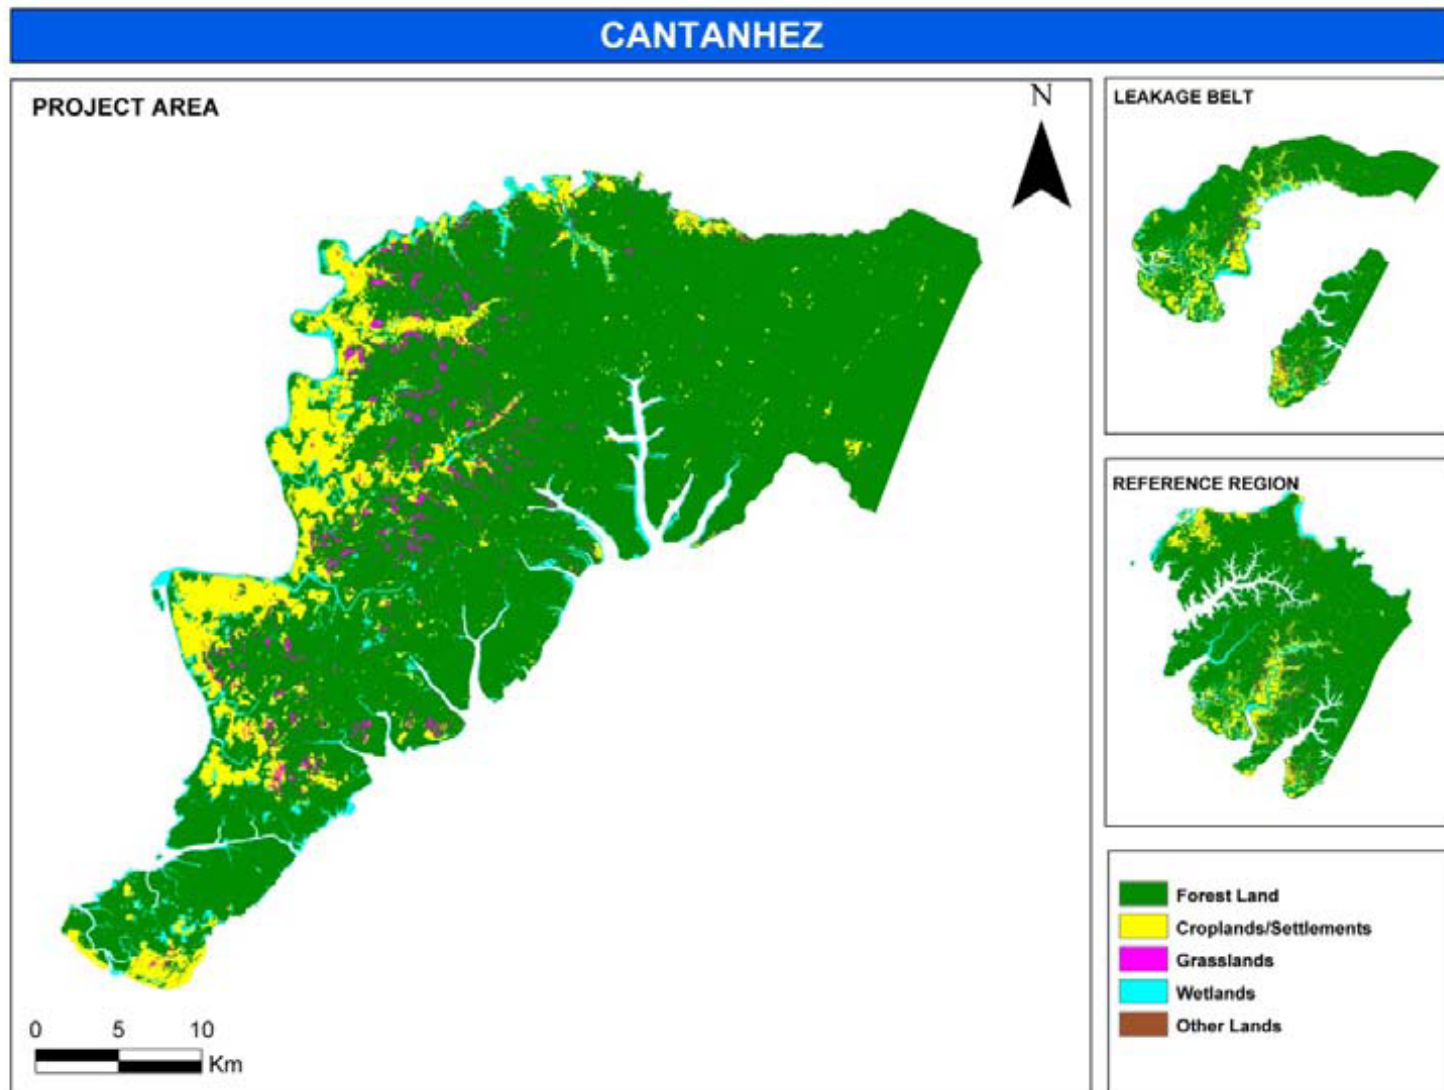 CANTANHEZ
PROJECT AREA
N
LEAKAGE BELT
REFERENCE REGION
Forest Land
Croplands/Settlements
Grasslands
Wetlands
Other Lands
0 5 10
Km